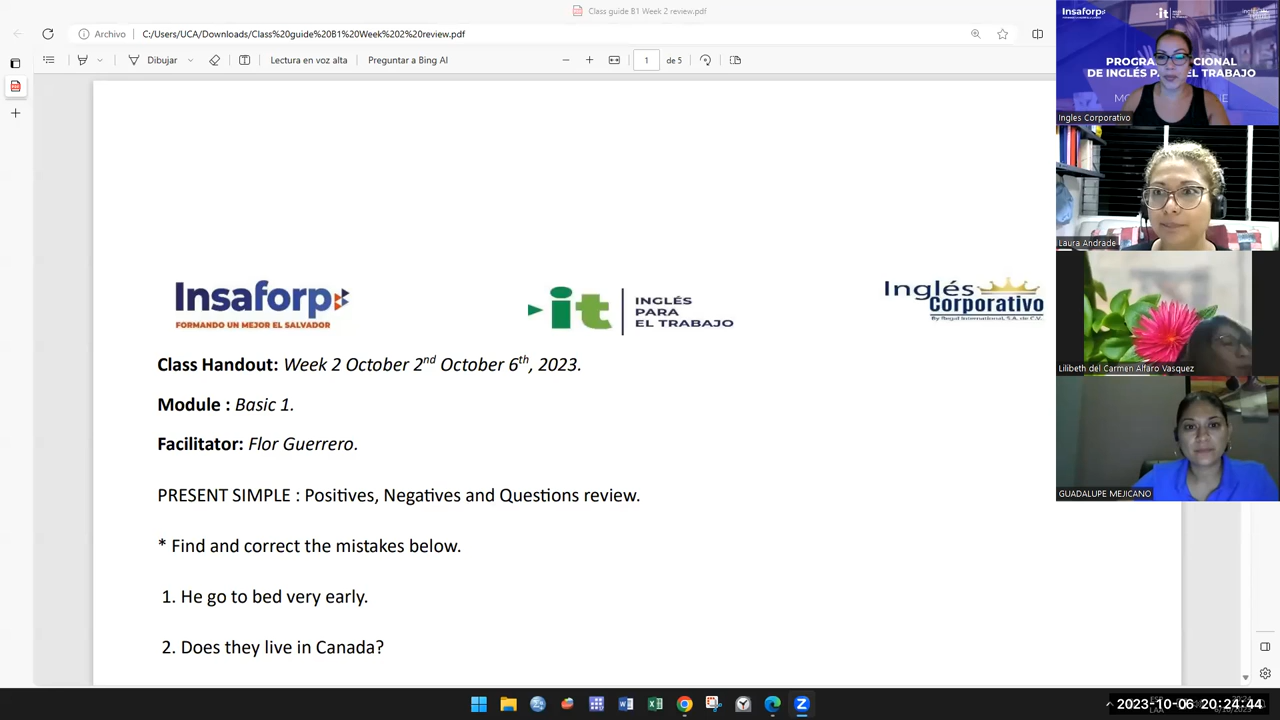 Class guide B1 Week 2 review.pdf
Archivo
C:/Users/UCA/Downloads/Class%20guide%20B1%20Week%202%20review.pdf
Dibujar
Lectura en voz alta
Preguntar a Bing AI
1
de 5
Insaforp
FORMANDO UN MEJOR EL SALVADOR
it
INGLÉS
PARA
EL TRABAJO
Inglés
Corporativo
By Regal International, S.A. de C.V.
Class Handout: Week 2 October 2nd October 6th, 2023.
Module : Basic 1.
Facilitator: Flor Guerrero.
PRESENT SIMPLE : Positives, Negatives and Questions review.
* Find and correct the mistakes below.
1. He go to bed very early.
2. Does they live in Canada?
Insaforp
it
Ingles Corporativo
Laura Andrade
Lilibeth del Carmen Alfaro Vasquez
GUADALUPE MEJICANO
2023-10-06 20:24:44